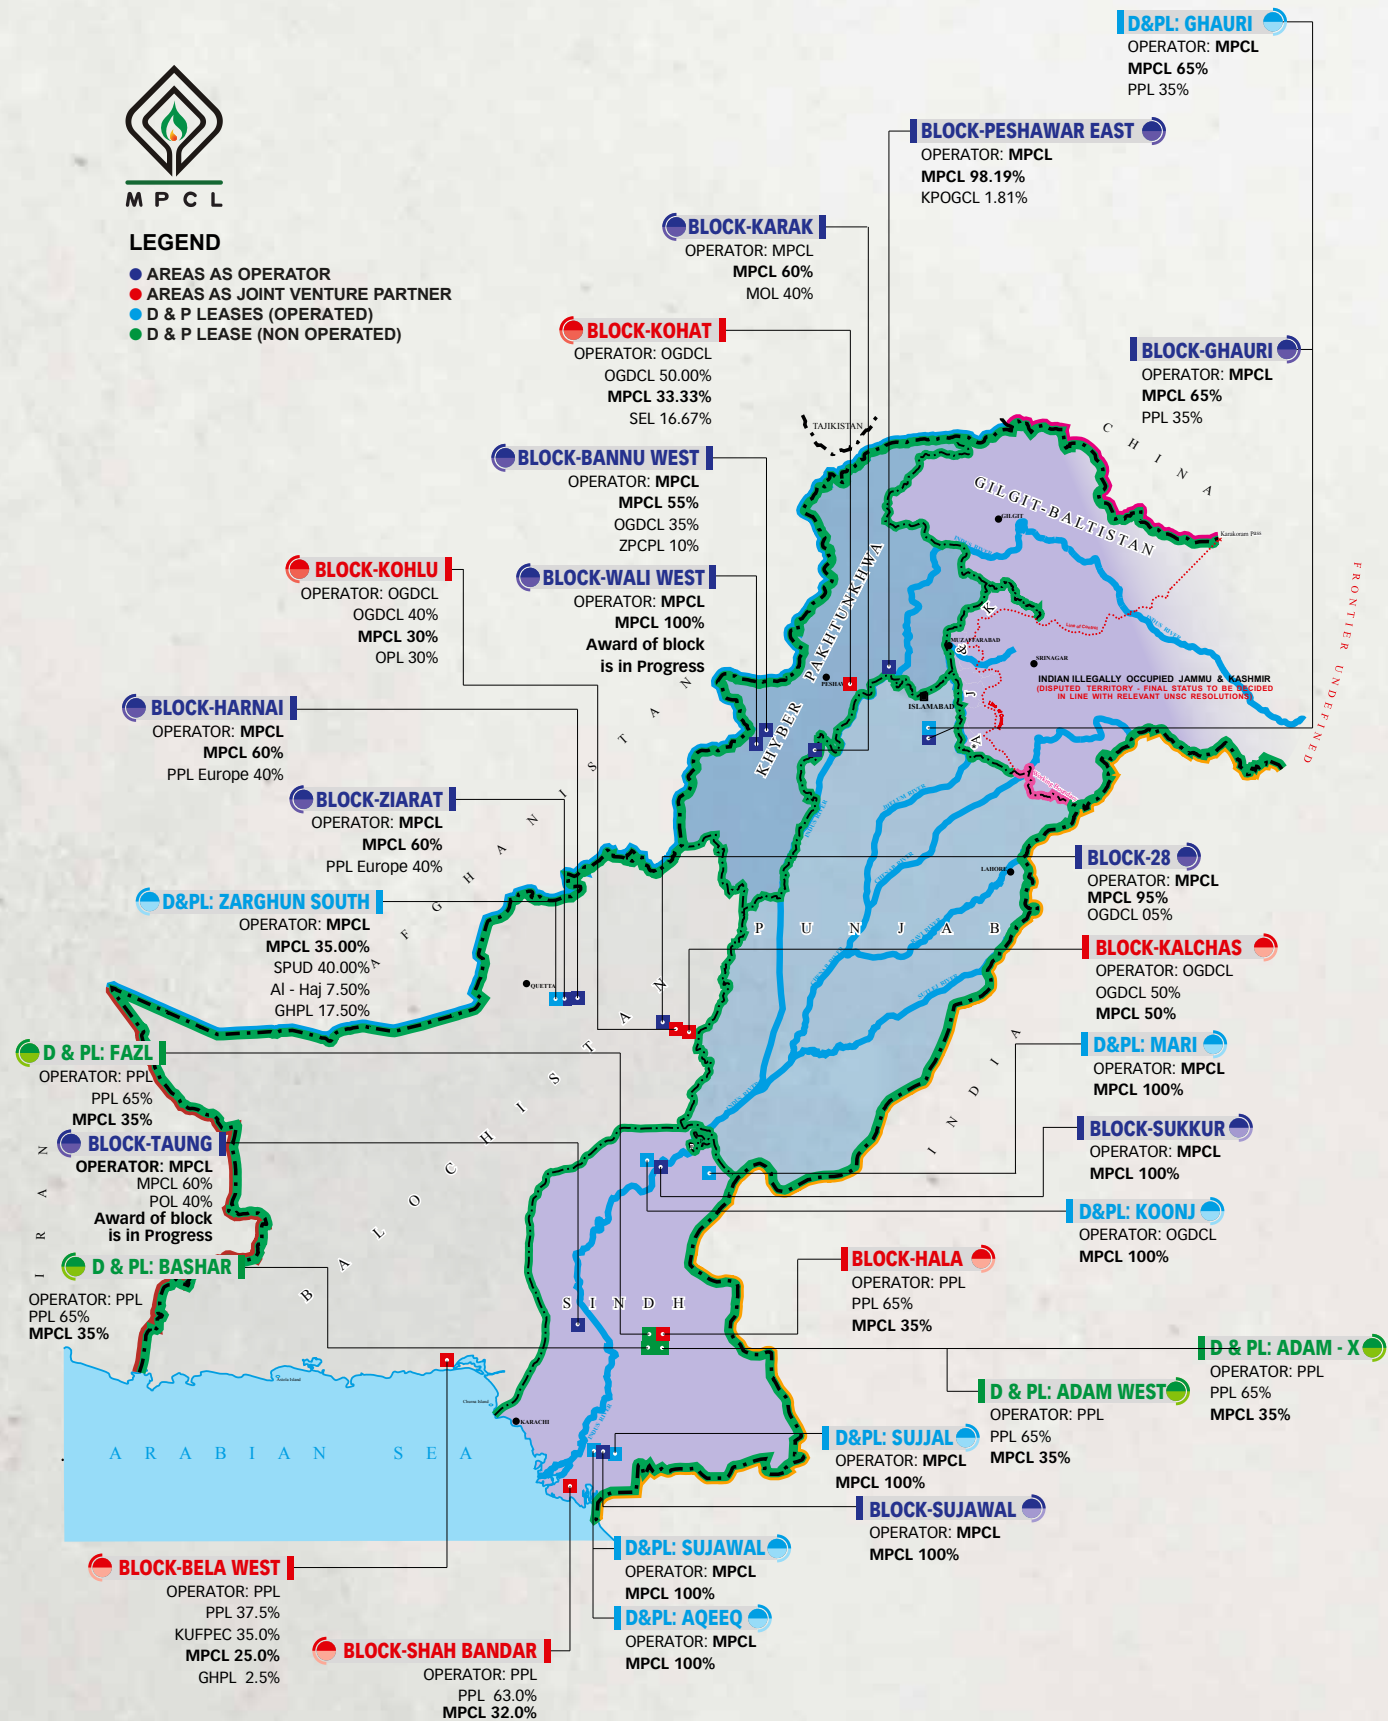 MPCL
LEGEND
AREAS AS OPERATOR
AREAS AS JOINT VENTURE PARTNER
D & P LEASES (OPERATED)
D & P LEASE (NON OPERATED)
D&PL: GHAURI
OPERATOR: MPCL
MPCL 65%
PPL 35%
BLOCK-PESHAWAR EAST
OPERATOR: MPCL
MPCL 98.19%
KPOGCL 1.81%
BLOCK-KARAK
OPERATOR: MPCL
MPCL 60%
MOL 40%
BLOCK-KOHAT
OPERATOR: OGDCL
OGDCL 50.00%
MPCL 33.33%
SEL 16.67%
BLOCK-GHAURI
OPERATOR: MPCL
MPCL 65%
PPL 35%
BLOCK-BANNU WEST
OPERATOR: MPCL
MPCL 55%
OGDCL 35%
ZPCPL 10%
BLOCK-WALI WEST
OPERATOR: MPCL
MPCL 100%
Award of block
is in Progress
BLOCK-KOHLU
OPERATOR: OGDCL
OGDCL 40%
MPCL 30%
OPL 30%
BLOCK-HARNAI
OPERATOR: MPCL
MPCL 60%
PPL Europe 40%
BLOCK-ZIARAT
OPERATOR: MPCL
MPCL 60%
PPL Europe 40%
D&PL: ZARGHUN SOUTH
OPERATOR: MPCL
MPCL 35.00%
SPUD 40.00%
Al - Haj 7.50%
GHPL 17.50%
D & PL: FAZL
OPERATOR: PPL
PPL 65%
MPCL 35%
BLOCK-TAUNG
OPERATOR: MPCL
MPCL 60%
POL 40%
Award of block
is in Progress
D & PL: BASHAR
OPERATOR: PPL
PPL 65%
MPCL 35%
BLOCK-28
OPERATOR: MPCL
MPCL 95%
OGDCL 05%
BLOCK-KALCHAS
OPERATOR: OGDCL
OGDCL 50%
MPCL 50%
D&PL: MARI
OPERATOR: MPCL
MPCL 100%
BLOCK-SUKKUR
OPERATOR: MPCL
MPCL 100%
D&PL: KOONJ
OPERATOR: OGDCL
MPCL 100%
BLOCK-HALA
OPERATOR: PPL
PPL 65%
MPCL 35%
D & PL: ADAM - X
OPERATOR: PPL
PPL 65%
MPCL 35%
D & PL: ADAM WEST
OPERATOR: PPL
PPL 65%
MPCL 35%
D&PL: SUJJAL
OPERATOR: MPCL
MPCL 100%
BLOCK-SUJAWAL
OPERATOR: MPCL
MPCL 100%
D&PL: SUJAWAL
OPERATOR: MPCL
MPCL 100%
D&PL: AQEEQ
OPERATOR: MPCL
MPCL 100%
BLOCK-BELA WEST
OPERATOR: PPL
PPL 37.5%
KUFPEC 35.0%
MPCL 25.0%
GHPL 2.5%
BLOCK-SHAH BANDAR
OPERATOR: PPL
PPL 63.0%
MPCL 32.0%
TAJIKISTAN
CHINA
GILGIT-BALTISTAN
GILGIT
Karakoram Pass
INDUS RIVER
FRONTIER UNDEFINED
KHYBER PAKHTUNKHWA
MUZAFFARABAD
SRINAGAR
Line of Control
INDIAN ILLEGALLY OCCUPIED JAMMU & KASHMIR
(DISPUTED TERRITORY - FINAL STATUS TO BE DECIDED
IN LINE WITH RELEVANT UNSC RESOLUTIONS)
ISLAMABAD
A J & K
Working Boundary
AFGHANISTAN
INDUS RIVER
LAHORE
PUNJAB
QUETTA
BALOCHISTAN
INDUS RIVER
INDIA
IRAN
SINDH
INDUS RIVER
KARACHI
ARABIAN SEA